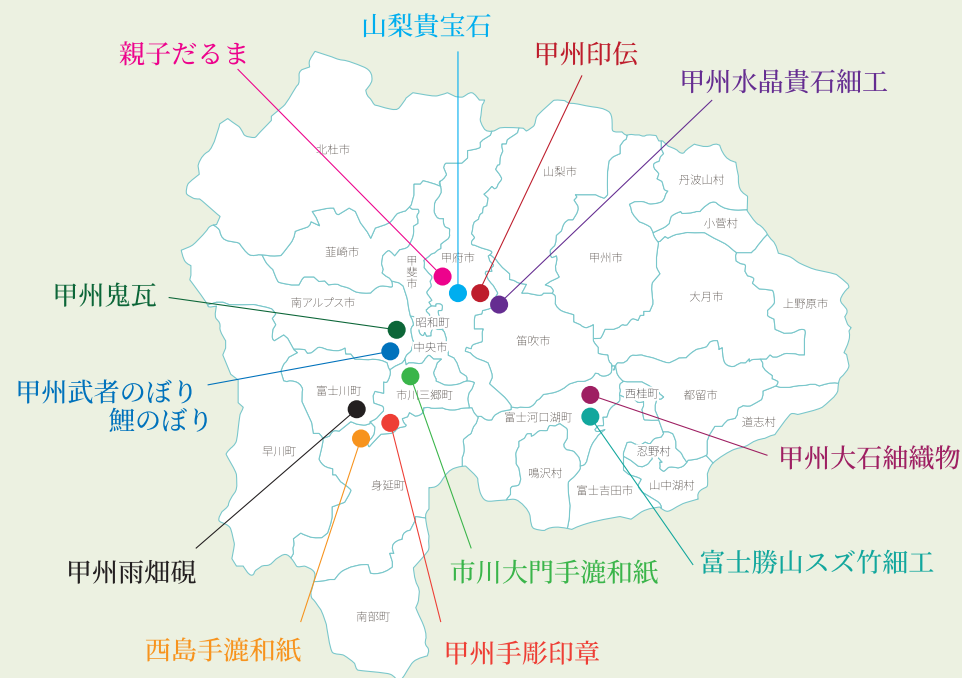 山梨貴宝石
親子だるま
甲州印伝
甲州水晶貴石細工
北杜市
山梨市
丹波山村
小菅村
韮崎市
甲斐市
甲府市
甲州市
大月市
上野原市
甲州鬼瓦
南アルプス市
昭和町
中央市
笛吹市
甲州武者のぼり
鯉のぼり
富士川町
市川三郷町
西桂町
都留市
富士河口湖町
道志村
早川町
忍野村
甲州大石紬織物
鳴沢村
身延町
富士吉田市
山中湖村
甲州雨畑硯
市川大門手漉和紙
富士勝山スズ竹細工
南部町
西島手漉和紙
甲州手彫印章